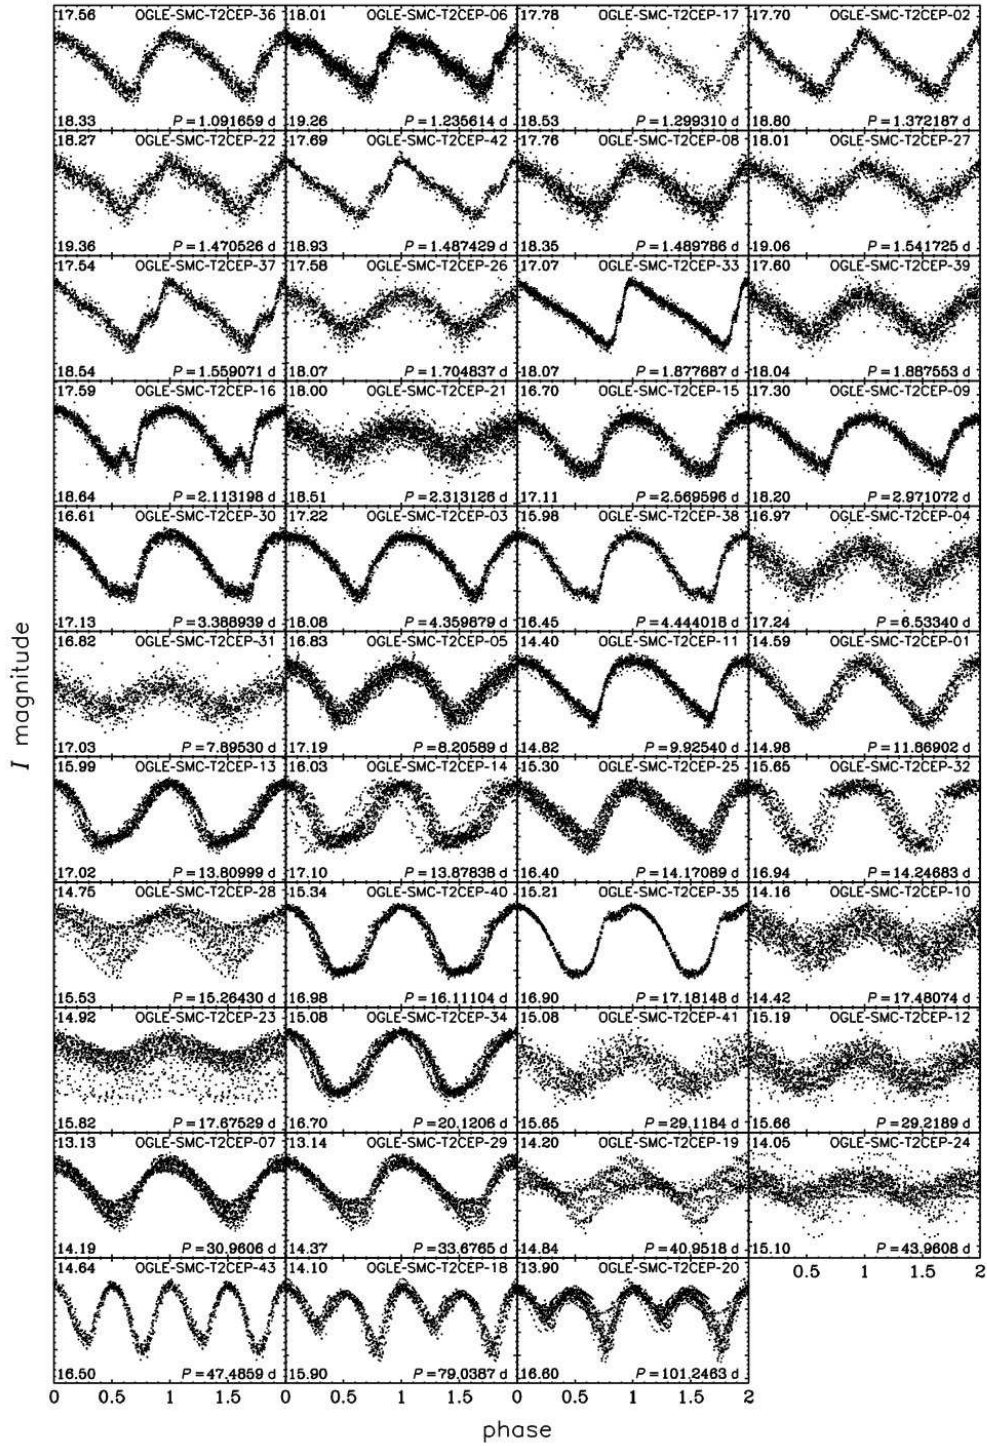 17.56 OGLE-SMC-T2CEP-36
18.33 P = 1.091659 d
18.01 OGLE-SMC-T2CEP-06
19.26 P = 1.235614 d
17.78 OGLE-SMC-T2CEP-17
18.53 P = 1.299310 d
17.70 OGLE-SMC-T2CEP-02
18.80 P = 1.372187 d
18.27 OGLE-SMC-T2CEP-22
19.36 P = 1.470526 d
17.69 OGLE-SMC-T2CEP-42
18.93 P = 1.487429 d
17.76 OGLE-SMC-T2CEP-08
18.35 P = 1.489786 d
18.01 OGLE-SMC-T2CEP-27
19.06 P = 1.541725 d
17.54 OGLE-SMC-T2CEP-37
18.54 P = 1.559071 d
17.58 OGLE-SMC-T2CEP-26
18.07 P = 1.704837 d
17.07 OGLE-SMC-T2CEP-33
18.07 P = 1.877687 d
17.60 OGLE-SMC-T2CEP-39
18.04 P = 1.887553 d
17.59 OGLE-SMC-T2CEP-16
18.64 P = 2.113198 d
18.00 OGLE-SMC-T2CEP-21
18.51 P = 2.313126 d
16.70 OGLE-SMC-T2CEP-15
17.11 P = 2.569596 d
17.30 OGLE-SMC-T2CEP-09
18.20 P = 2.971072 d
16.61 OGLE-SMC-T2CEP-30
17.13 P = 3.388939 d
17.22 OGLE-SMC-T2CEP-03
18.08 P = 4.359879 d
15.98 OGLE-SMC-T2CEP-38
16.45 P = 4.444018 d
16.97 OGLE-SMC-T2CEP-04
17.24 P = 6.53340 d
16.82 OGLE-SMC-T2CEP-31
17.03 P = 7.89530 d
16.83 OGLE-SMC-T2CEP-05
17.19 P = 8.20589 d
14.40 OGLE-SMC-T2CEP-11
14.82 P = 9.92540 d
14.59 OGLE-SMC-T2CEP-01
14.98 P = 11.86902 d
15.99 OGLE-SMC-T2CEP-13
17.02 P = 13.80999 d
16.03 OGLE-SMC-T2CEP-14
17.10 P = 13.87838 d
15.30 OGLE-SMC-T2CEP-25
16.40 P = 14.17089 d
15.65 OGLE-SMC-T2CEP-32
16.94 P = 14.24683 d
14.75 OGLE-SMC-T2CEP-28
15.53 P = 15.26430 d
15.34 OGLE-SMC-T2CEP-40
16.98 P = 16.11104 d
15.21 OGLE-SMC-T2CEP-35
16.90 P = 17.18148 d
14.16 OGLE-SMC-T2CEP-10
14.42 P = 17.48074 d
14.92 OGLE-SMC-T2CEP-23
15.82 P = 17.67529 d
15.08 OGLE-SMC-T2CEP-34
16.70 P = 20.1206 d
15.08 OGLE-SMC-T2CEP-41
15.65 P = 29.1184 d
15.19 OGLE-SMC-T2CEP-12
15.66 P = 29.2189 d
13.13 OGLE-SMC-T2CEP-07
14.19 P = 30.9606 d
13.14 OGLE-SMC-T2CEP-29
14.37 P = 33.6765 d
14.20 OGLE-SMC-T2CEP-19
14.84 P = 40.9518 d
14.05 OGLE-SMC-T2CEP-24
15.10 P = 43.9608 d
14.64 OGLE-SMC-T2CEP-43
16.50 P = 47.4859 d
14.10 OGLE-SMC-T2CEP-18
15.90 P = 79.0387 d
13.90 OGLE-SMC-T2CEP-20
16.60 P = 101.2463 d
0.5 1 1.5 2
0 0.5 1 1.5 0 0.5 1 1.5 0 0.5 1 1.5 2
phase
I magnitude